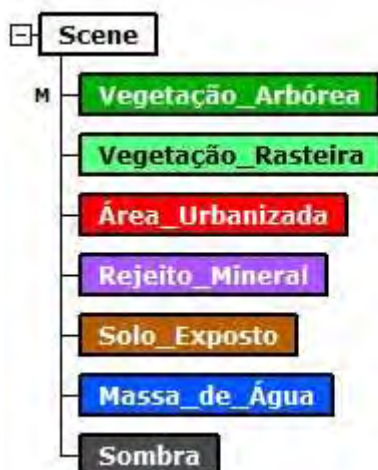 Scene
M Vegetação_Arbórea
Vegetação_Rasteira
Área_Urbanizada
Rejeito_Mineral
Solo_Exposto
Massa_de_Água
Sombra